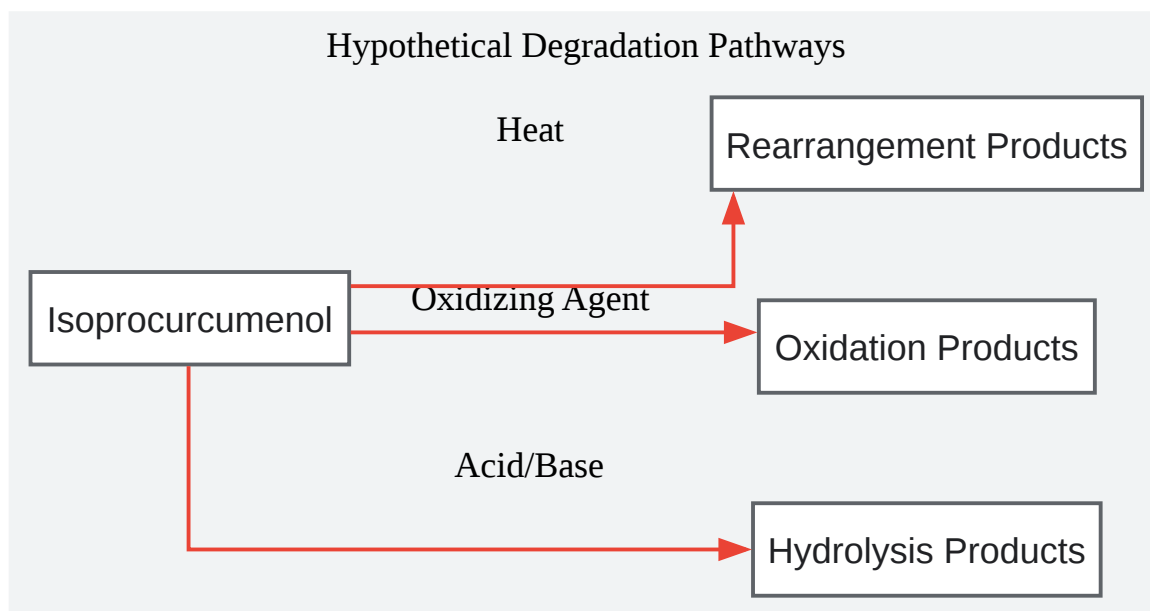 Hypothetical Degradation Pathways
Heat
Rearrangement Products
Isoprocurcumenol
Oxidizing Agent
Oxidation Products
Acid/Base
Hydrolysis Products